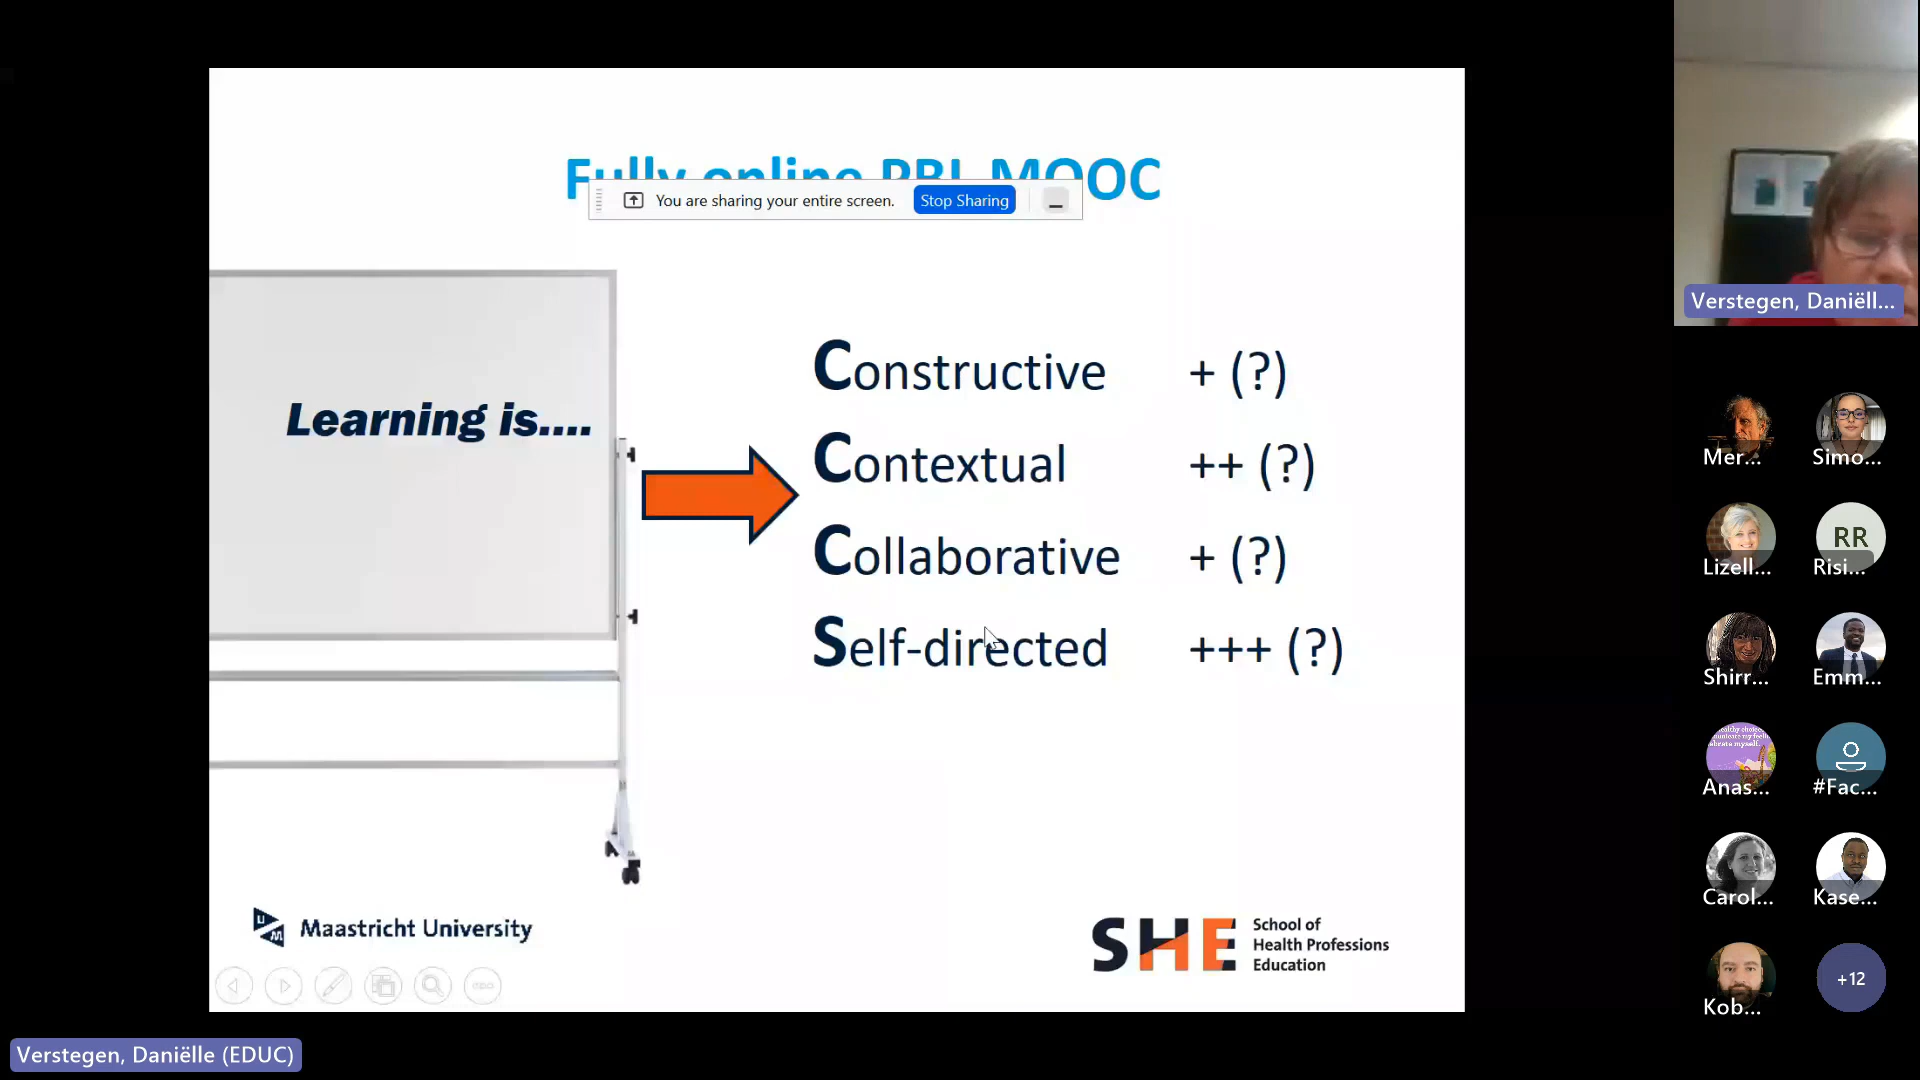 Fully online PBL MOOC
You are sharing your entire screen.
Stop Sharing
Learning is....
Constructive + (?)
Contextual ++ (?)
Collaborative + (?)
Self-directed +++ (?)
Maastricht University
SHE
School of
Health Professions
Education
Verstegen, Daniëlle (EDUC)
Verstegen, Daniëll...
Mer...
Simo...
Lizell...
RR
Risi...
Shirr...
Emm...
Anas...
#Fac...
Carol...
Kase...
Kob...
+12